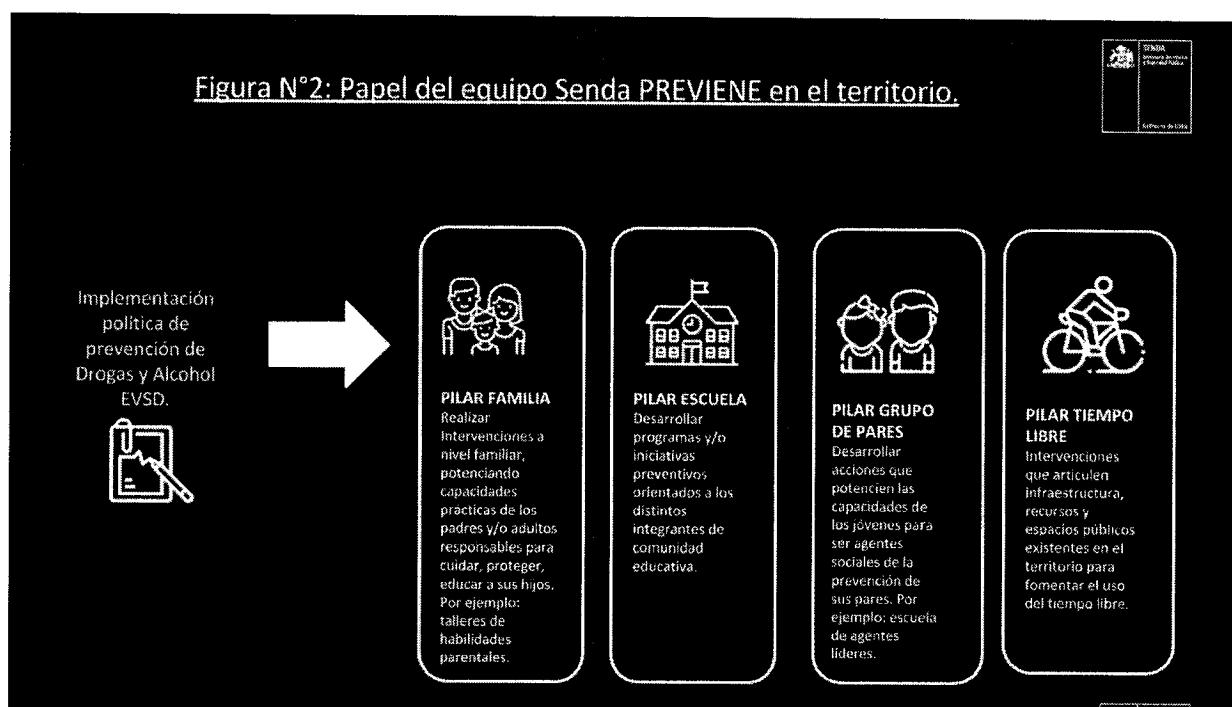 Figura N°2: Papel del equipo Senda PREVIENE en el territorio.
SENDA
Gobierno de Chile
Implementación
política de
prevención de
Drogas y Alcohol
EVSD.
PILAR FAMILIA
Realizar
Intervenciones a
nivel familiar,
potenciando
capacidades
prácticas de los
padres y/o adultos
responsables para
cuidar, proteger,
educar a sus hijos.
Por ejemplo:
talleres de
habilidades
parentales.
PILAR ESCUELA
Desarrollar
programas y/o
iniciativas
preventivos
orientados a los
distintos
integrantes de
comunidad
educativa.
PILAR GRUPO
DE PARES
Desarrollar
acciones que
potencien las
capacidades de
los jóvenes para
ser agentes
sociales de la
prevención de
sus pares. Por
ejemplo: escuela
de agentes
líderes.
PILAR TIEMPO
LIBRE
Intervenciones
que articulen
infraestructura,
recursos y
espacios públicos
existentes en el
territorio para
fomentar el uso
del tiempo libre.